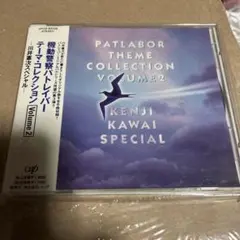 PATLABOR
THEME
COLLECTION
VOLUME 2
KENJI
KAWAI
SPECIAL
機動警察パトレイバー
テーマ・コレクション Volume 2
―川井憲次スペシャル―
vap